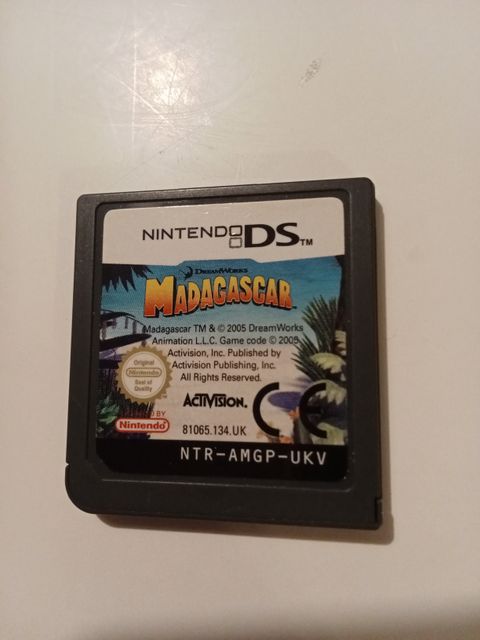 NINTENDO DS™
DREAMWORKS
MADAGASCAR
Madagascar TM & © 2005 DreamWorks
Animation L.L.C. Game code © 2005
Activision, Inc. Published by
Activision Publishing, Inc.
All Rights Reserved.
Original
Nintendo
Seal of
Quality
ACTIVISION.
CE
BY
Nintendo
81065.134.UK
NTR-AMGP-UKV